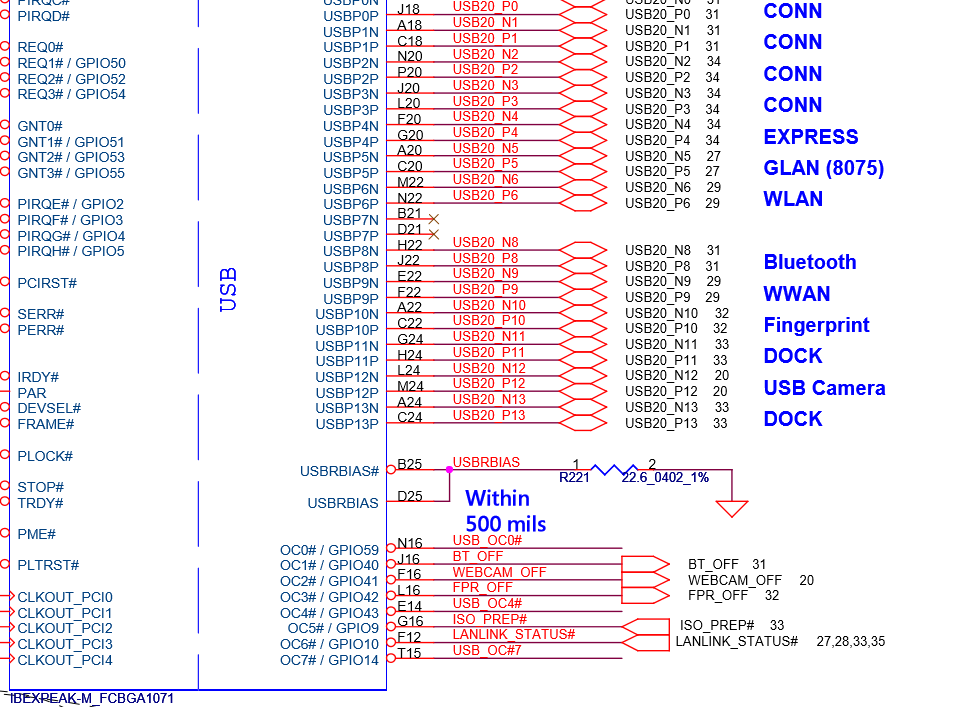 PIRQC# USBP0N USB20_N0 31
PIRQD# USBP0P J18 USB20_P0 USB20_P0 31 CONN
USBP1N A18 USB20_N1 USB20_N1 31
REQ0# USBP1P C18 USB20_P1 USB20_P1 31 CONN
REQ1# / GPIO50 USBP2N N20 USB20_N2 USB20_N2 34
REQ2# / GPIO52 USBP2P P20 USB20_P2 USB20_P2 34 CONN
REQ3# / GPIO54 USBP3N J20 USB20_N3 USB20_N3 34
USBP3P L20 USB20_P3 USB20_P3 34 CONN
GNT0# USBP4N F20 USB20_N4 USB20_N4 34
GNT1# / GPIO51 USBP4P G20 USB20_P4 USB20_P4 34 EXPRESS
GNT2# / GPIO53 USBP5N A20 USB20_N5 USB20_N5 27
GNT3# / GPIO55 USBP5P C20 USB20_P5 USB20_P5 27 GLAN (8075)
USBP6N M22 USB20_N6 USB20_N6 29
PIRQE# / GPIO2 USBP6P N22 USB20_P6 USB20_P6 29 WLAN
PIRQF# / GPIO3 USBP7N B21
PIRQG# / GPIO4 USBP7P D21
PIRQH# / GPIO5 USBP8N H22 USB20_N8 USB20_N8 31
USBP8P J22 USB20_P8 USB20_P8 31 Bluetooth
PCIRST# USBP9N E22 USB20_N9 USB20_N9 29
USB
USBP9P F22 USB20_P9 USB20_P9 29 WWAN
SERR# USBP10N A22 USB20_N10 USB20_N10 32
PERR# USBP10P C22 USB20_P10 USB20_P10 32 Fingerprint
USBP11N G24 USB20_N11 USB20_N11 33
USBP11P H24 USB20_P11 USB20_P11 33 DOCK
IRDY# USBP12N L24 USB20_N12 USB20_N12 20
PAR USBP12P M24 USB20_P12 USB20_P12 20 USB Camera
DEVSEL# USBP13N A24 USB20_N13 USB20_N13 33
FRAME# USBP13P C24 USB20_P13 USB20_P13 33 DOCK
PLOCK#
USBRBIAS# B25 USBRBIAS 1 2
R221 22.6_0402_1%
STOP#
TRDY# USBRBIAS D25 Within
500 mils
PME#
OC0# / GPIO59 N16 USB_OC0#
PLTRST# OC1# / GPIO40 J16 BT_OFF BT_OFF 31
OC2# / GPIO41 F16 WEBCAM_OFF WEBCAM_OFF 20
CLKOUT_PCI0 OC3# / GPIO42 L16 FPR_OFF FPR_OFF 32
CLKOUT_PCI1 OC4# / GPIO43 E14 USB_OC4#
CLKOUT_PCI2 OC5# / GPIO9 G16 ISO_PREP# ISO_PREP# 33
CLKOUT_PCI3 OC6# / GPIO10 F12 LANLINK_STATUS# LANLINK_STATUS# 27,28,33,35
CLKOUT_PCI4 OC7# / GPIO14 T15 USB_OC#7
IBEXPEAK-M_FCBGA1071